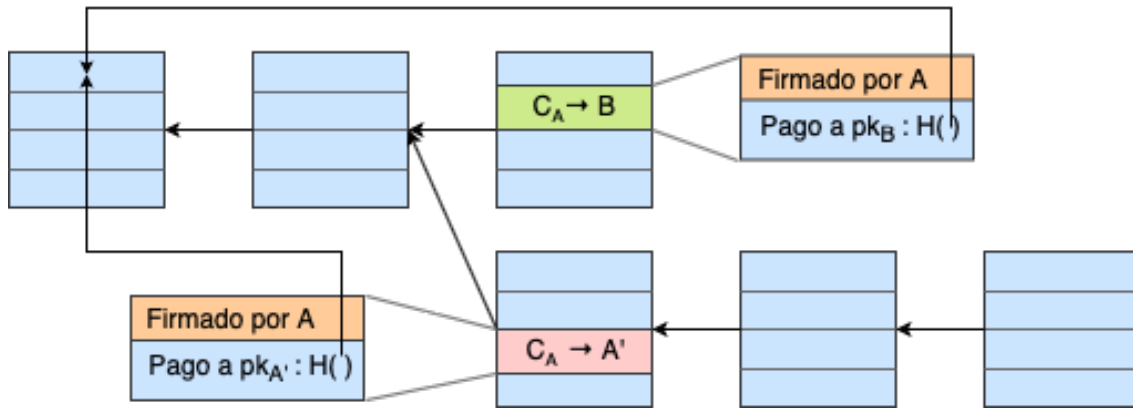 Firmado por A
C_A → B
Pago a pk_B : H( )
Firmado por A
Pago a pk_A' : H( )
C_A → A'